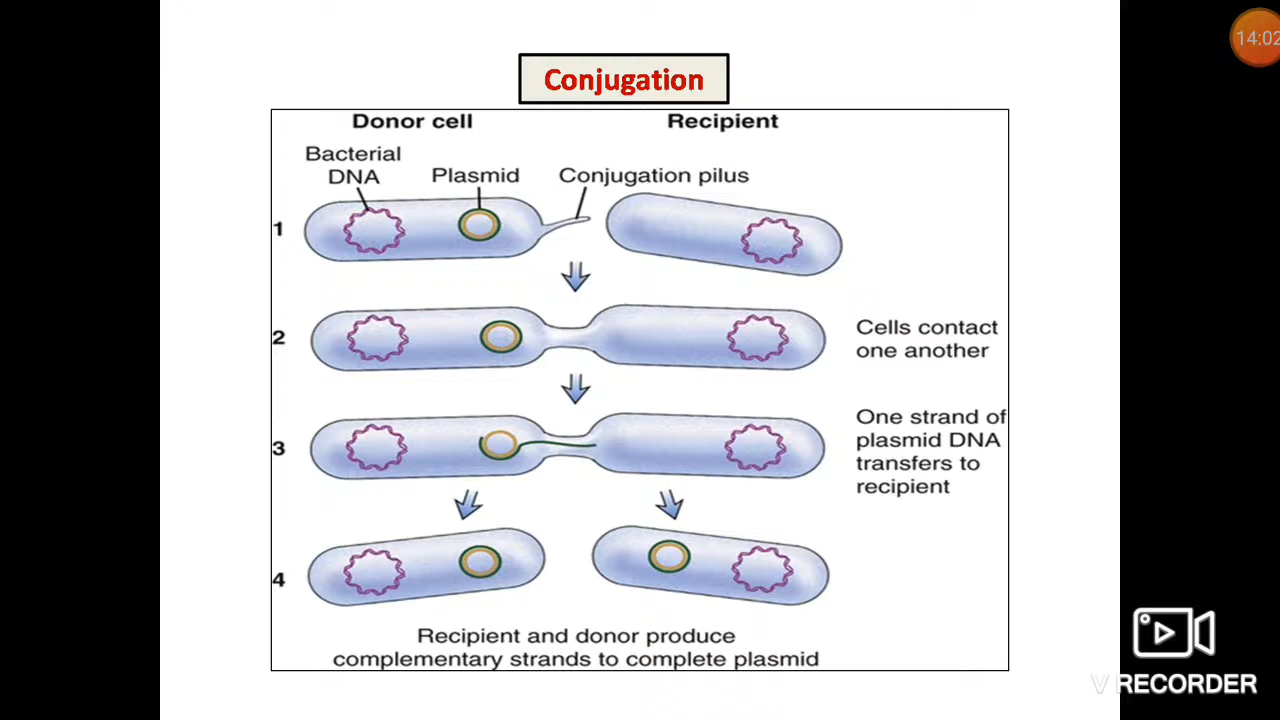 14:02
Conjugation
Donor cell
Recipient
Bacterial
DNA
Plasmid
Conjugation pilus
1
2
Cells contact
one another
3
One strand of
plasmid DNA
transfers to
recipient
4
Recipient and donor produce
complementary strands to complete plasmid
V RECORDER